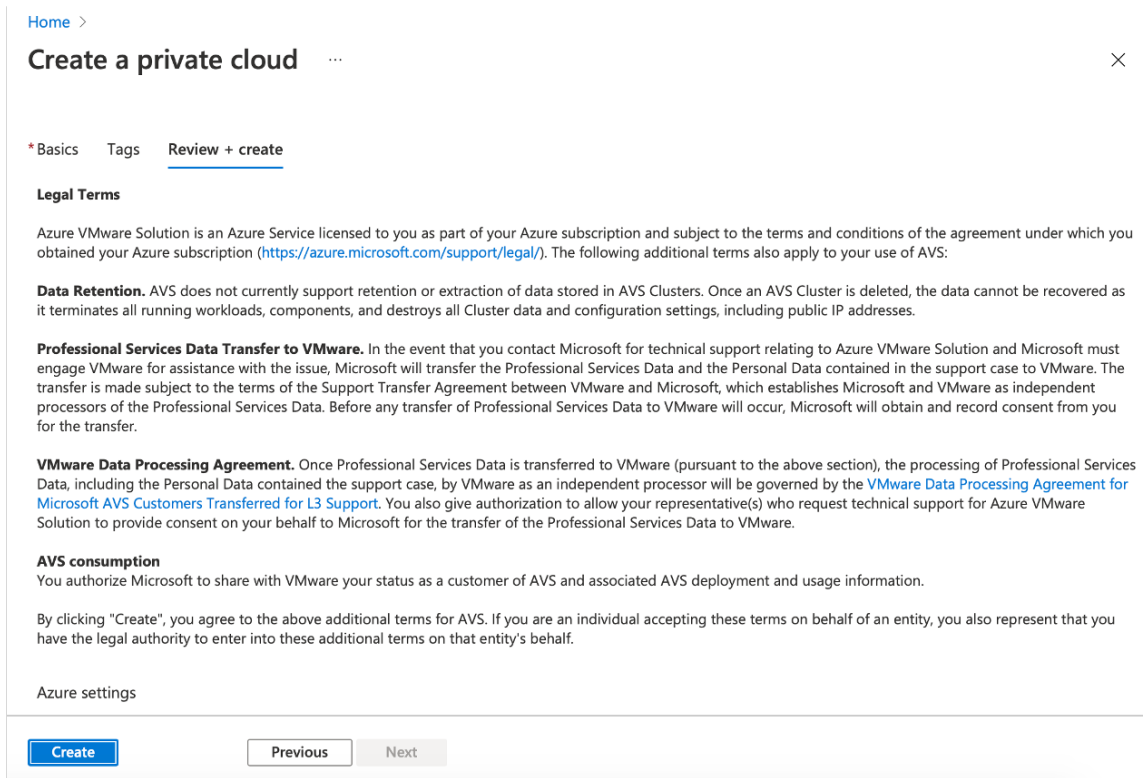 Home >
Create a private cloud ...
* Basics Tags Review + create
Legal Terms
Azure VMware Solution is an Azure Service licensed to you as part of your Azure subscription and subject to the terms and conditions of the agreement under which you
obtained your Azure subscription (https://azure.microsoft.com/support/legal/). The following additional terms also apply to your use of AVS:
Data Retention. AVS does not currently support retention or extraction of data stored in AVS Clusters. Once an AVS Cluster is deleted, the data cannot be recovered as
it terminates all running workloads, components, and destroys all Cluster data and configuration settings, including public IP addresses.
Professional Services Data Transfer to VMware. In the event that you contact Microsoft for technical support relating to Azure VMware Solution and Microsoft must
engage VMware for assistance with the issue, Microsoft will transfer the Professional Services Data and the Personal Data contained in the support case to VMware. The
transfer is made subject to the terms of the Support Transfer Agreement between VMware and Microsoft, which establishes Microsoft and VMware as independent
processors of the Professional Services Data. Before any transfer of Professional Services Data to VMware will occur, Microsoft will obtain and record consent from you
for the transfer.
VMware Data Processing Agreement. Once Professional Services Data is transferred to VMware (pursuant to the above section), the processing of Professional Services
Data, including the Personal Data contained the support case, by VMware as an independent processor will be governed by the VMware Data Processing Agreement for
Microsoft AVS Customers Transferred for L3 Support. You also give authorization to allow your representative(s) who request technical support for Azure VMware
Solution to provide consent on your behalf to Microsoft for the transfer of the Professional Services Data to VMware.
AVS consumption
You authorize Microsoft to share with VMware your status as a customer of AVS and associated AVS deployment and usage information.
By clicking "Create", you agree to the above additional terms for AVS. If you are an individual accepting these terms on behalf of an entity, you also represent that you
have the legal authority to enter into these additional terms on that entity's behalf.
Azure settings
Create Previous Next